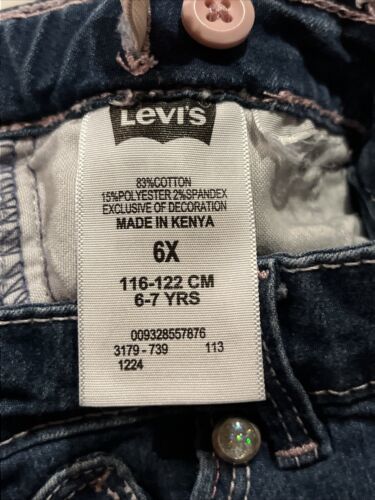 Levi's
83%COTTON
15%POLYESTER 2%SPANDEX
EXCLUSIVE OF DECORATION
MADE IN KENYA
6X
116-122 CM
6-7 YRS
009328557876
3179 - 739 113
1224